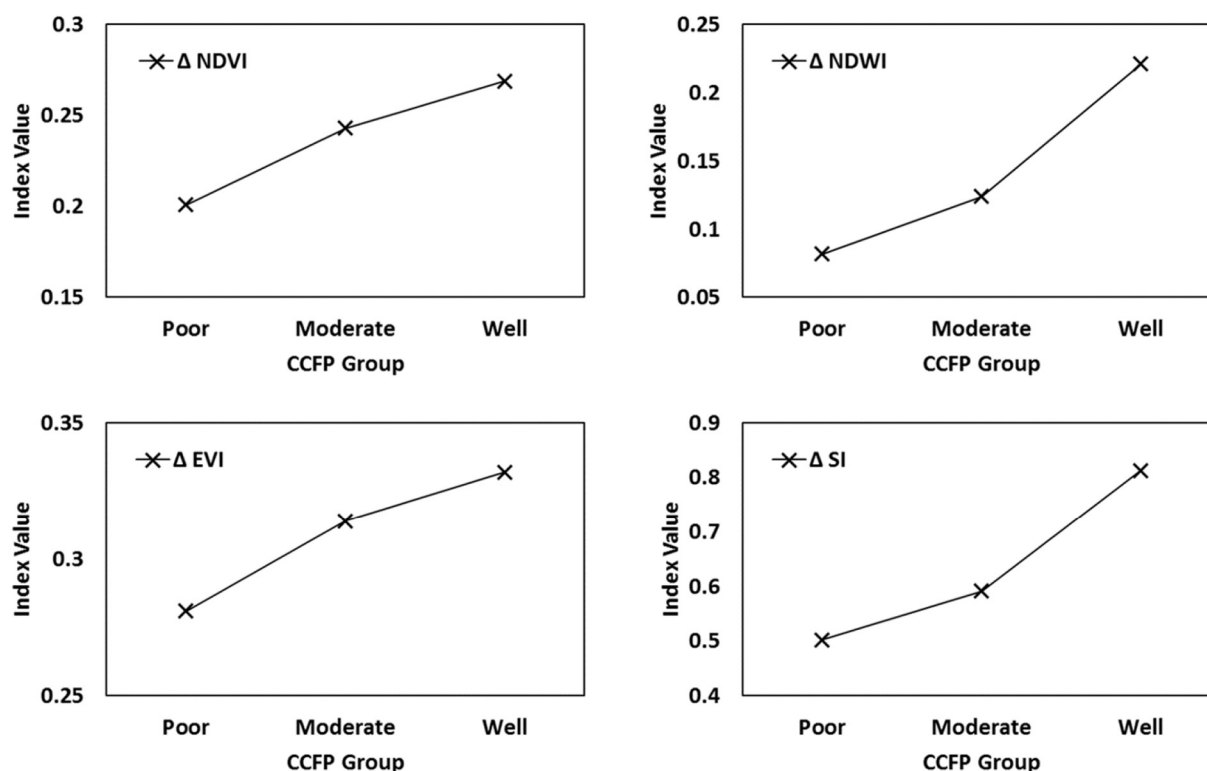 0.3
0.25
0.2
0.15
Index Value
Δ NDVI
Poor Moderate Well
CCFP Group
0.25
0.2
0.15
0.1
0.05
Index Value
Δ NDWI
Poor Moderate Well
CCFP Group
0.35
0.3
0.25
Index Value
Δ EVI
Poor Moderate Well
CCFP Group
0.9
0.8
0.7
0.6
0.5
0.4
Index Value
Δ SI
Poor Moderate Well
CCFP Group